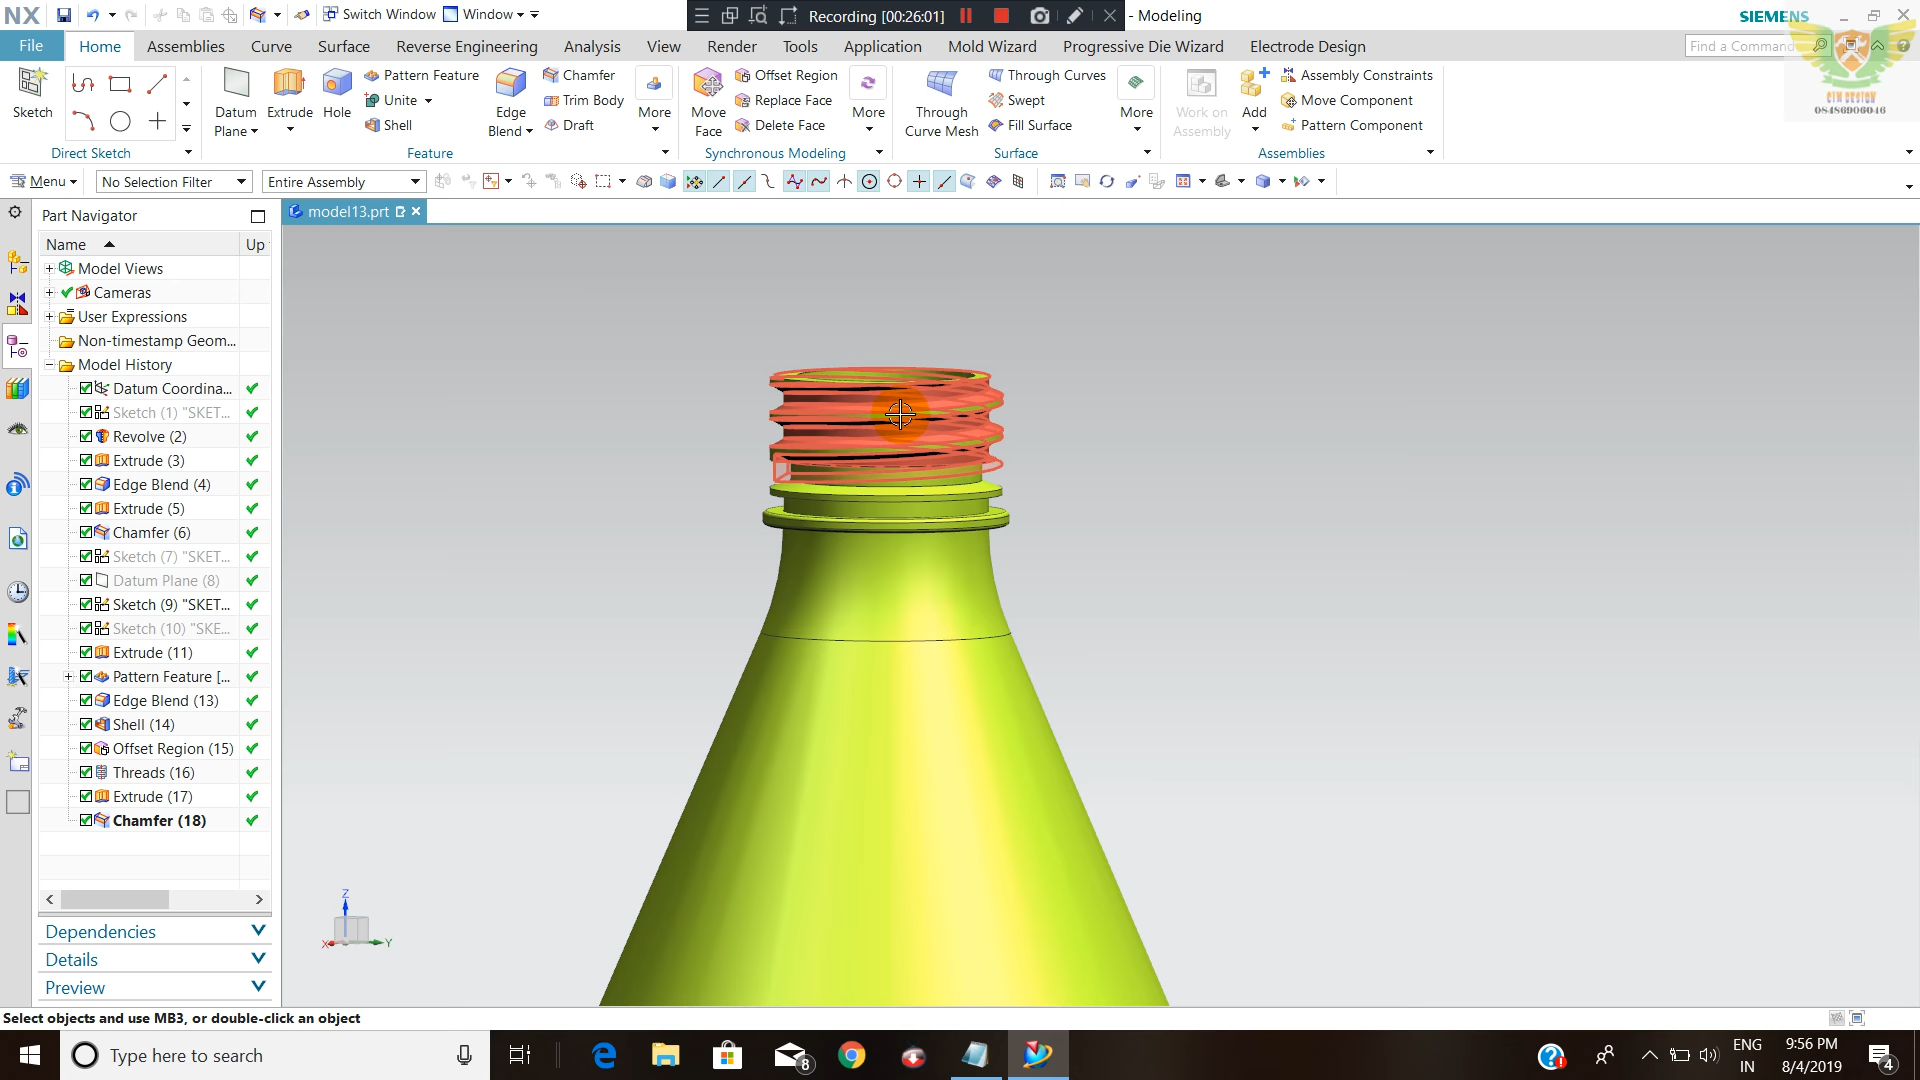 NX
Switch Window
Window
Recording [00:26:01]
- Modeling
SIEMENS
File
Home
Assemblies
Curve
Surface
Reverse Engineering
Analysis
View
Render
Tools
Application
Mold Wizard
Progressive Die Wizard
Electrode Design
Find a Command
Sketch
Direct Sketch
Datum
Plane
Extrude
Hole
Pattern Feature
Unite
Shell
Edge
Blend
Chamfer
Trim Body
Draft
More
Feature
Move
Face
Offset Region
Replace Face
Delete Face
More
Synchronous Modeling
Through
Curve Mesh
Through Curves
Swept
Fill Surface
More
Surface
Work on
Assembly
Add
Assembly Constraints
Move Component
Pattern Component
Assemblies
CIM DESIGN
08486906046
Menu
No Selection Filter
Entire Assembly
Part Navigator
model13.prt
Name
Up
Model Views
Cameras
User Expressions
Non-timestamp Geom...
Model History
Datum Coordina...
Sketch (1) "SKET...
Revolve (2)
Extrude (3)
Edge Blend (4)
Extrude (5)
Chamfer (6)
Sketch (7) "SKET...
Datum Plane (8)
Sketch (9) "SKET...
Sketch (10) "SKE...
Extrude (11)
Pattern Feature [...
Edge Blend (13)
Shell (14)
Offset Region (15)
Threads (16)
Extrude (17)
Chamfer (18)
Z
X
Y
Dependencies
Details
Preview
Select objects and use MB3, or double-click an object
Type here to search
8
ENG
IN
9:56 PM
8/4/2019
4